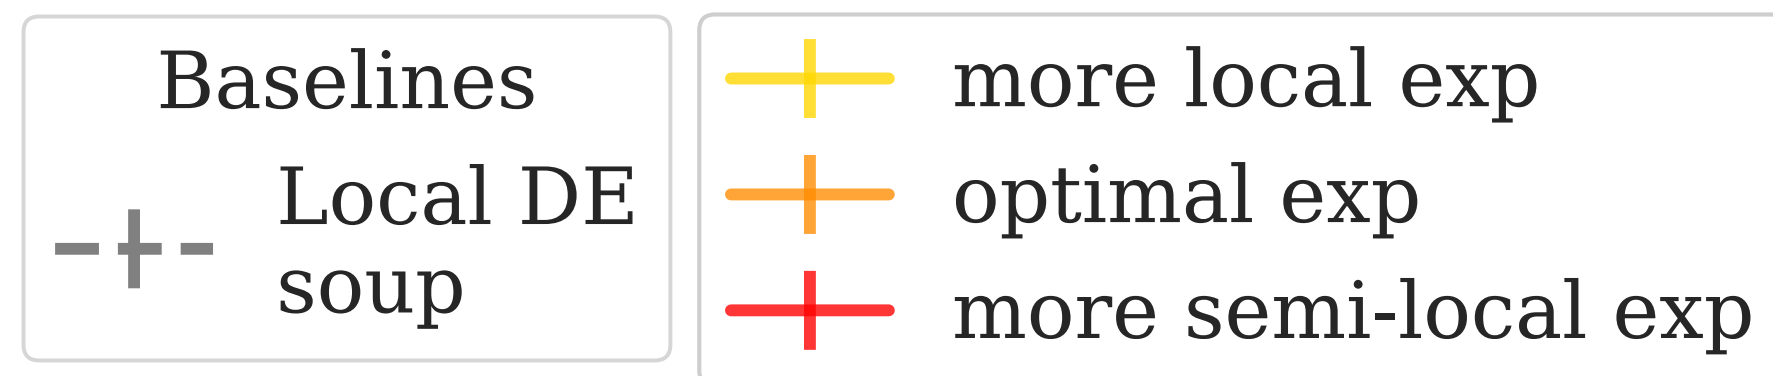 Baselines
Local DE
soup
more local exp
optimal exp
more semi-local exp